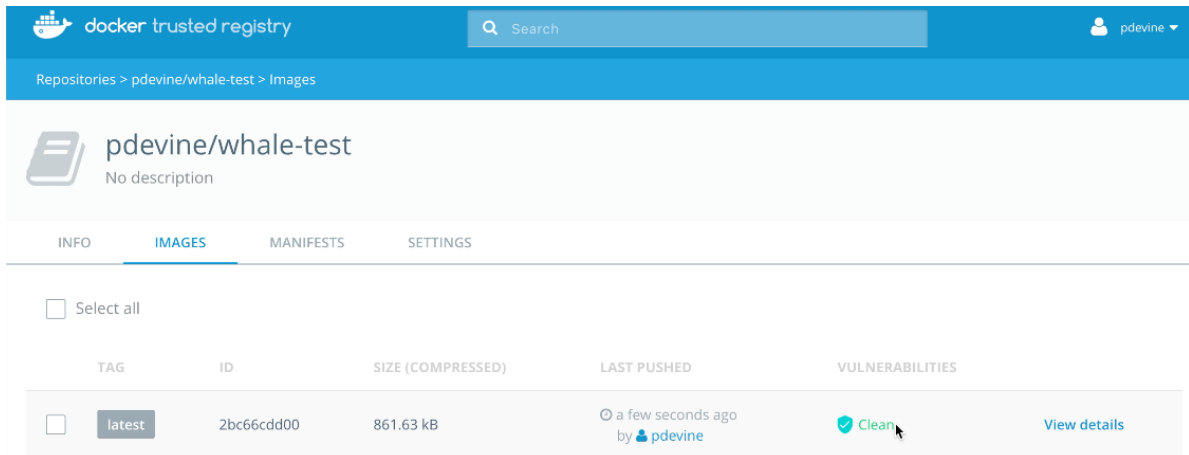 docker trusted registry
Search
pdevine
Repositories > pdevine/whale-test > Images
pdevine/whale-test
No description
INFO IMAGES MANIFESTS SETTINGS
Select all
TAG ID SIZE (COMPRESSED) LAST PUSHED VULNERABILITIES
latest 2bc66cdd00 861.63 kB a few seconds ago Clean View details
by pdevine